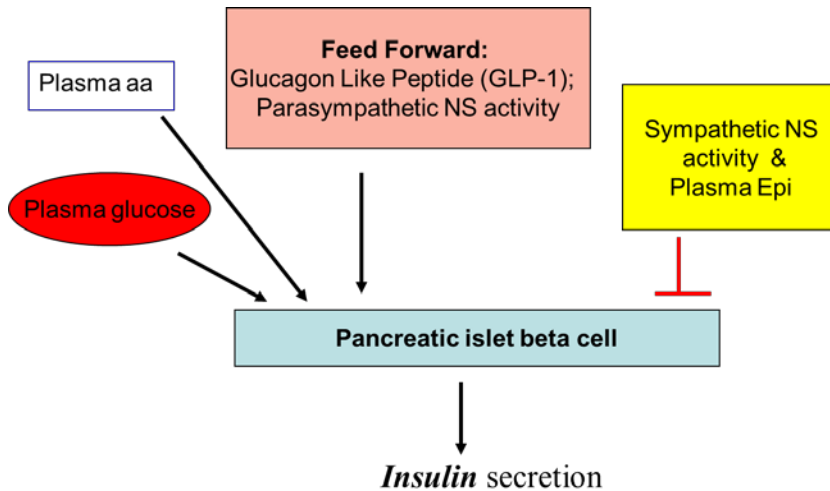 Feed Forward:
Glucagon Like Peptide (GLP-1);
Parasympathetic NS activity
Plasma aa
Sympathetic NS
activity &
Plasma Epi
Plasma glucose
Pancreatic islet beta cell
Insulin secretion